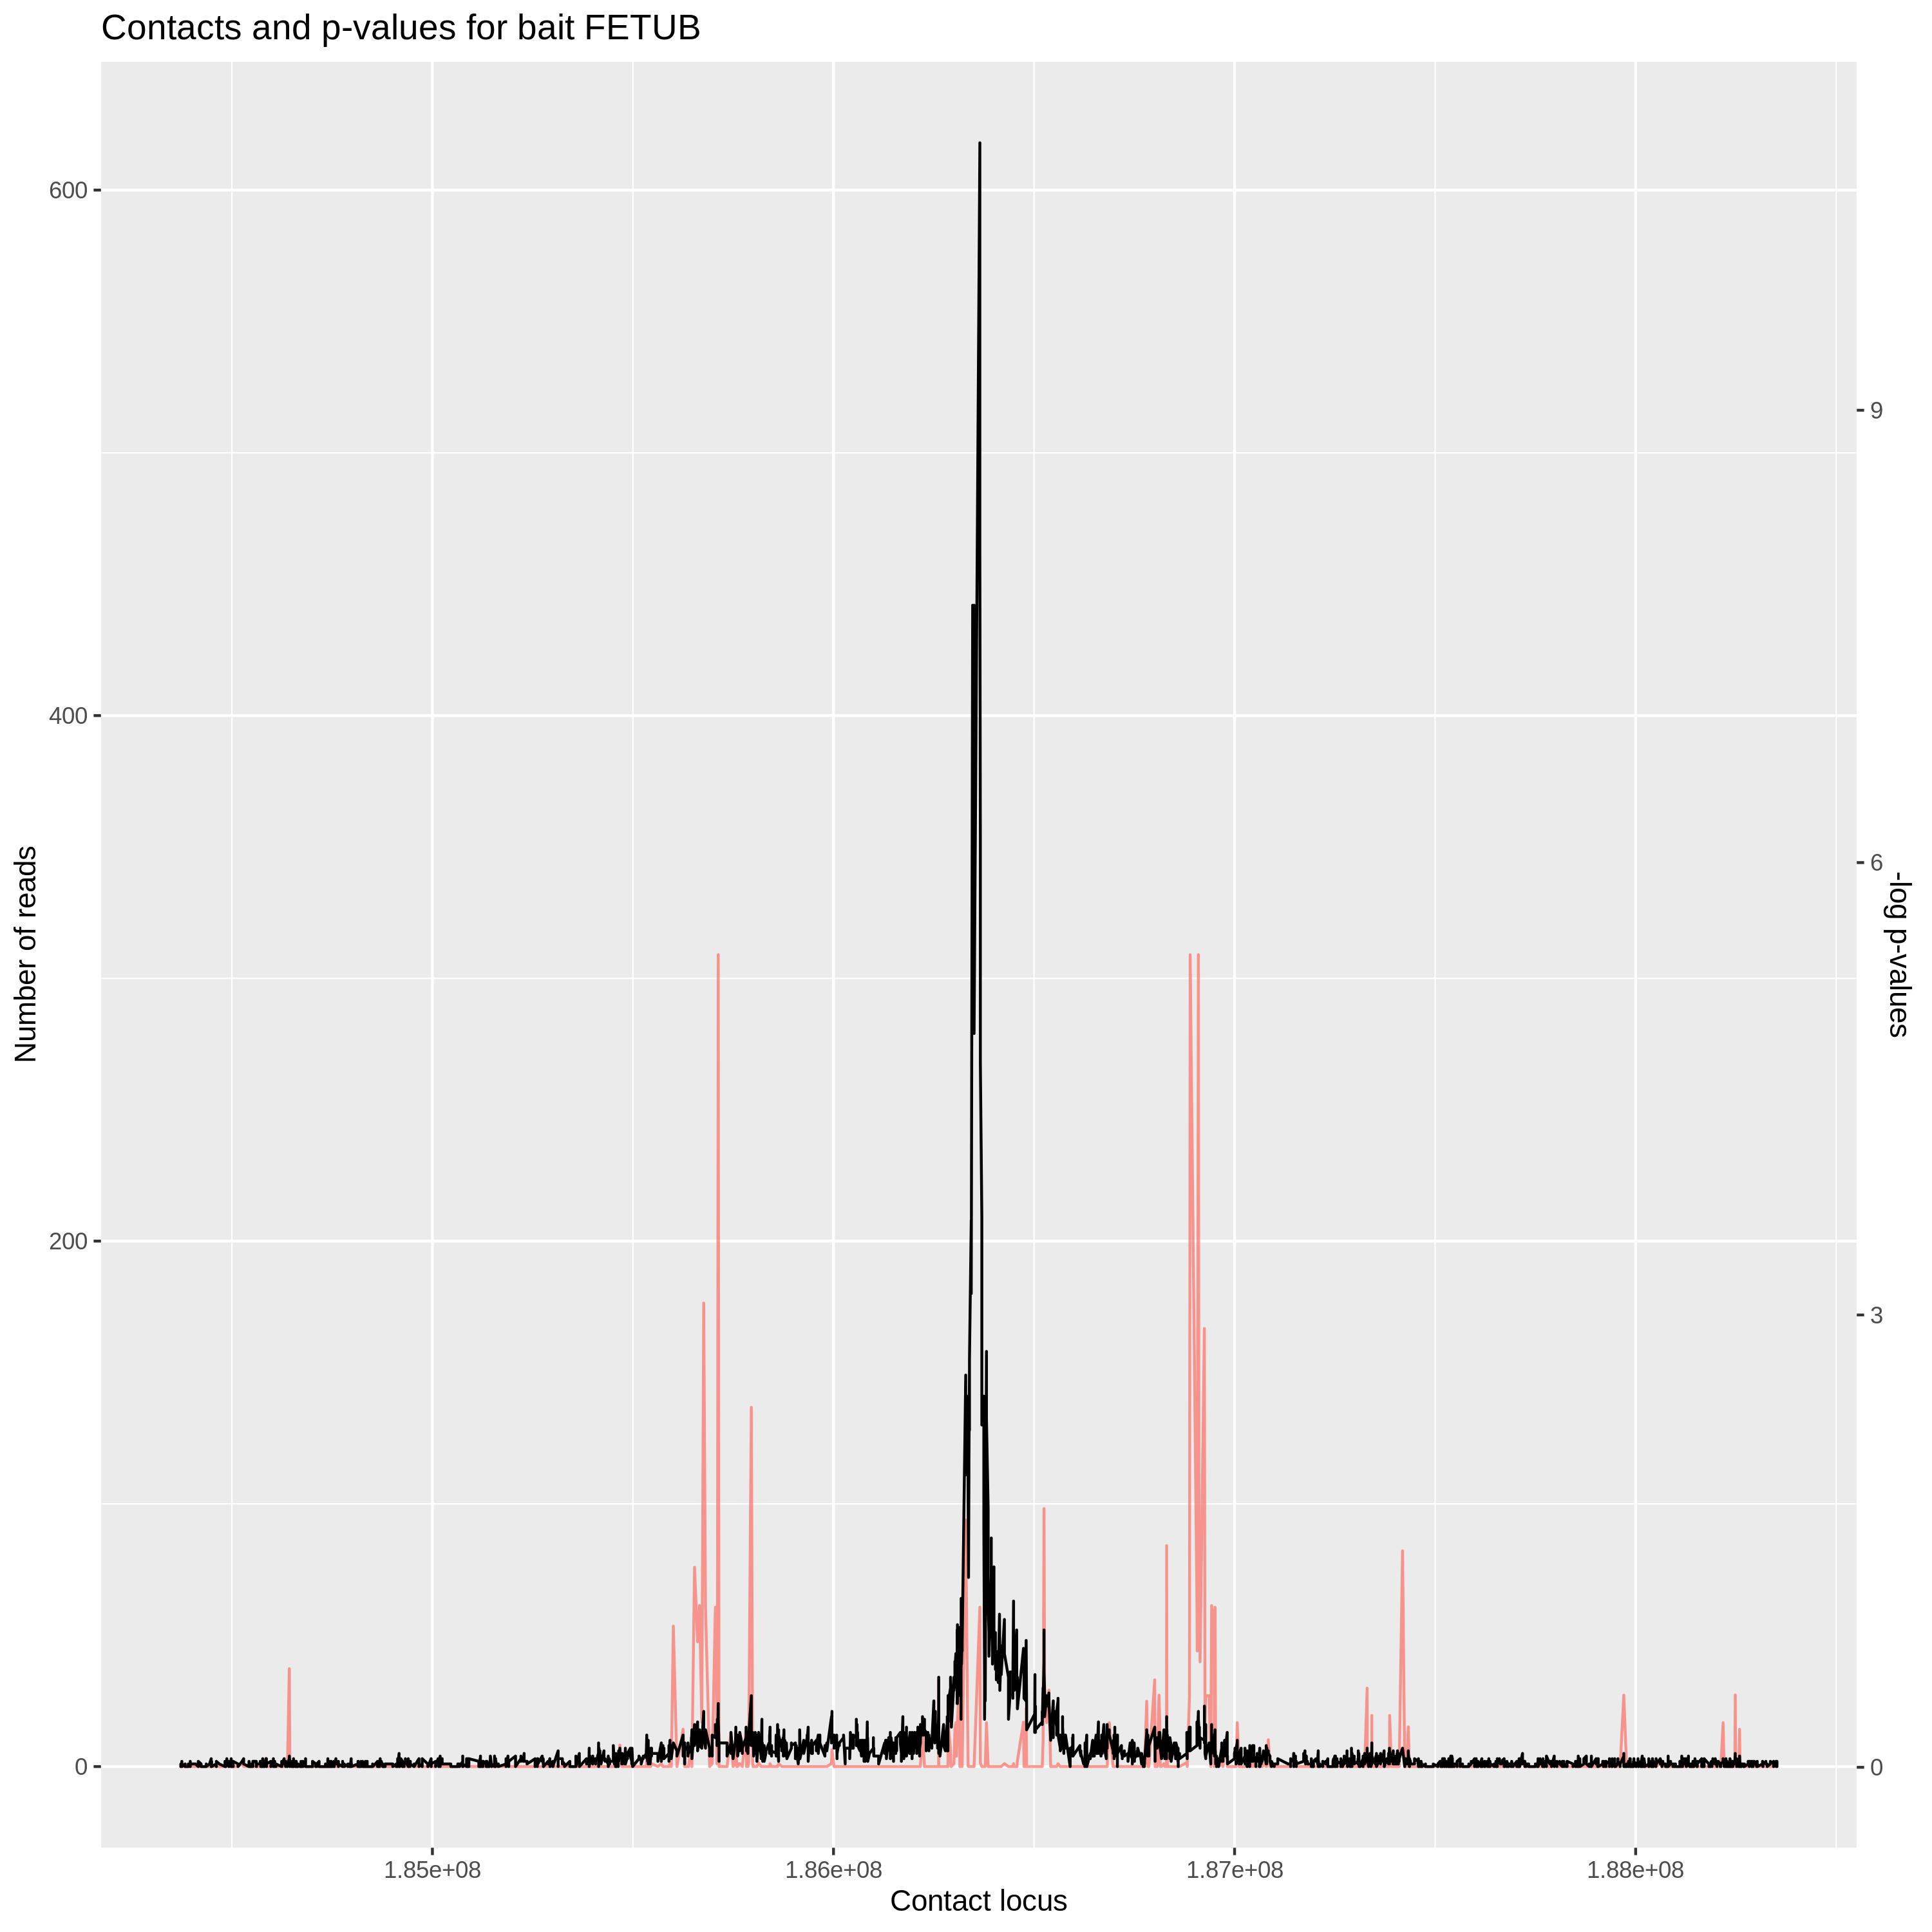 Contacts and p-values for bait FETUB
600
400
200
0
Number of reads
9
6
3
0
-log p-values
1.85e+08
1.86e+08
1.87e+08
1.88e+08
Contact locus